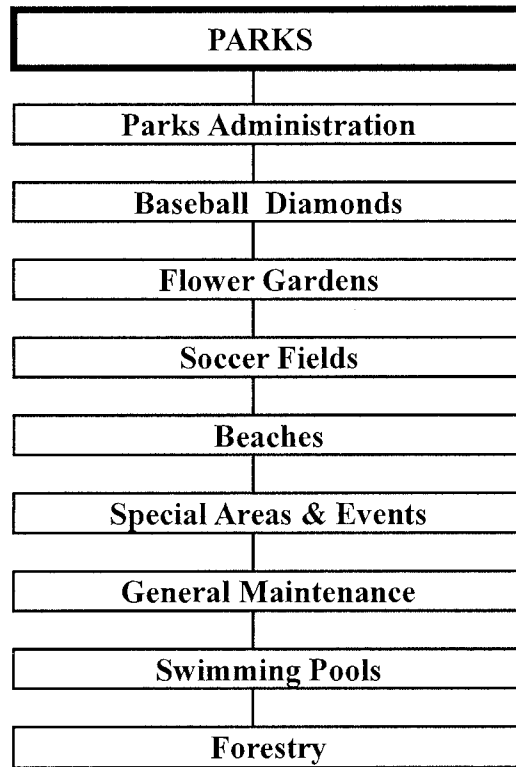 PARKS
Parks Administration
Baseball Diamonds
Flower Gardens
Soccer Fields
Beaches
Special Areas & Events
General Maintenance
Swimming Pools
Forestry